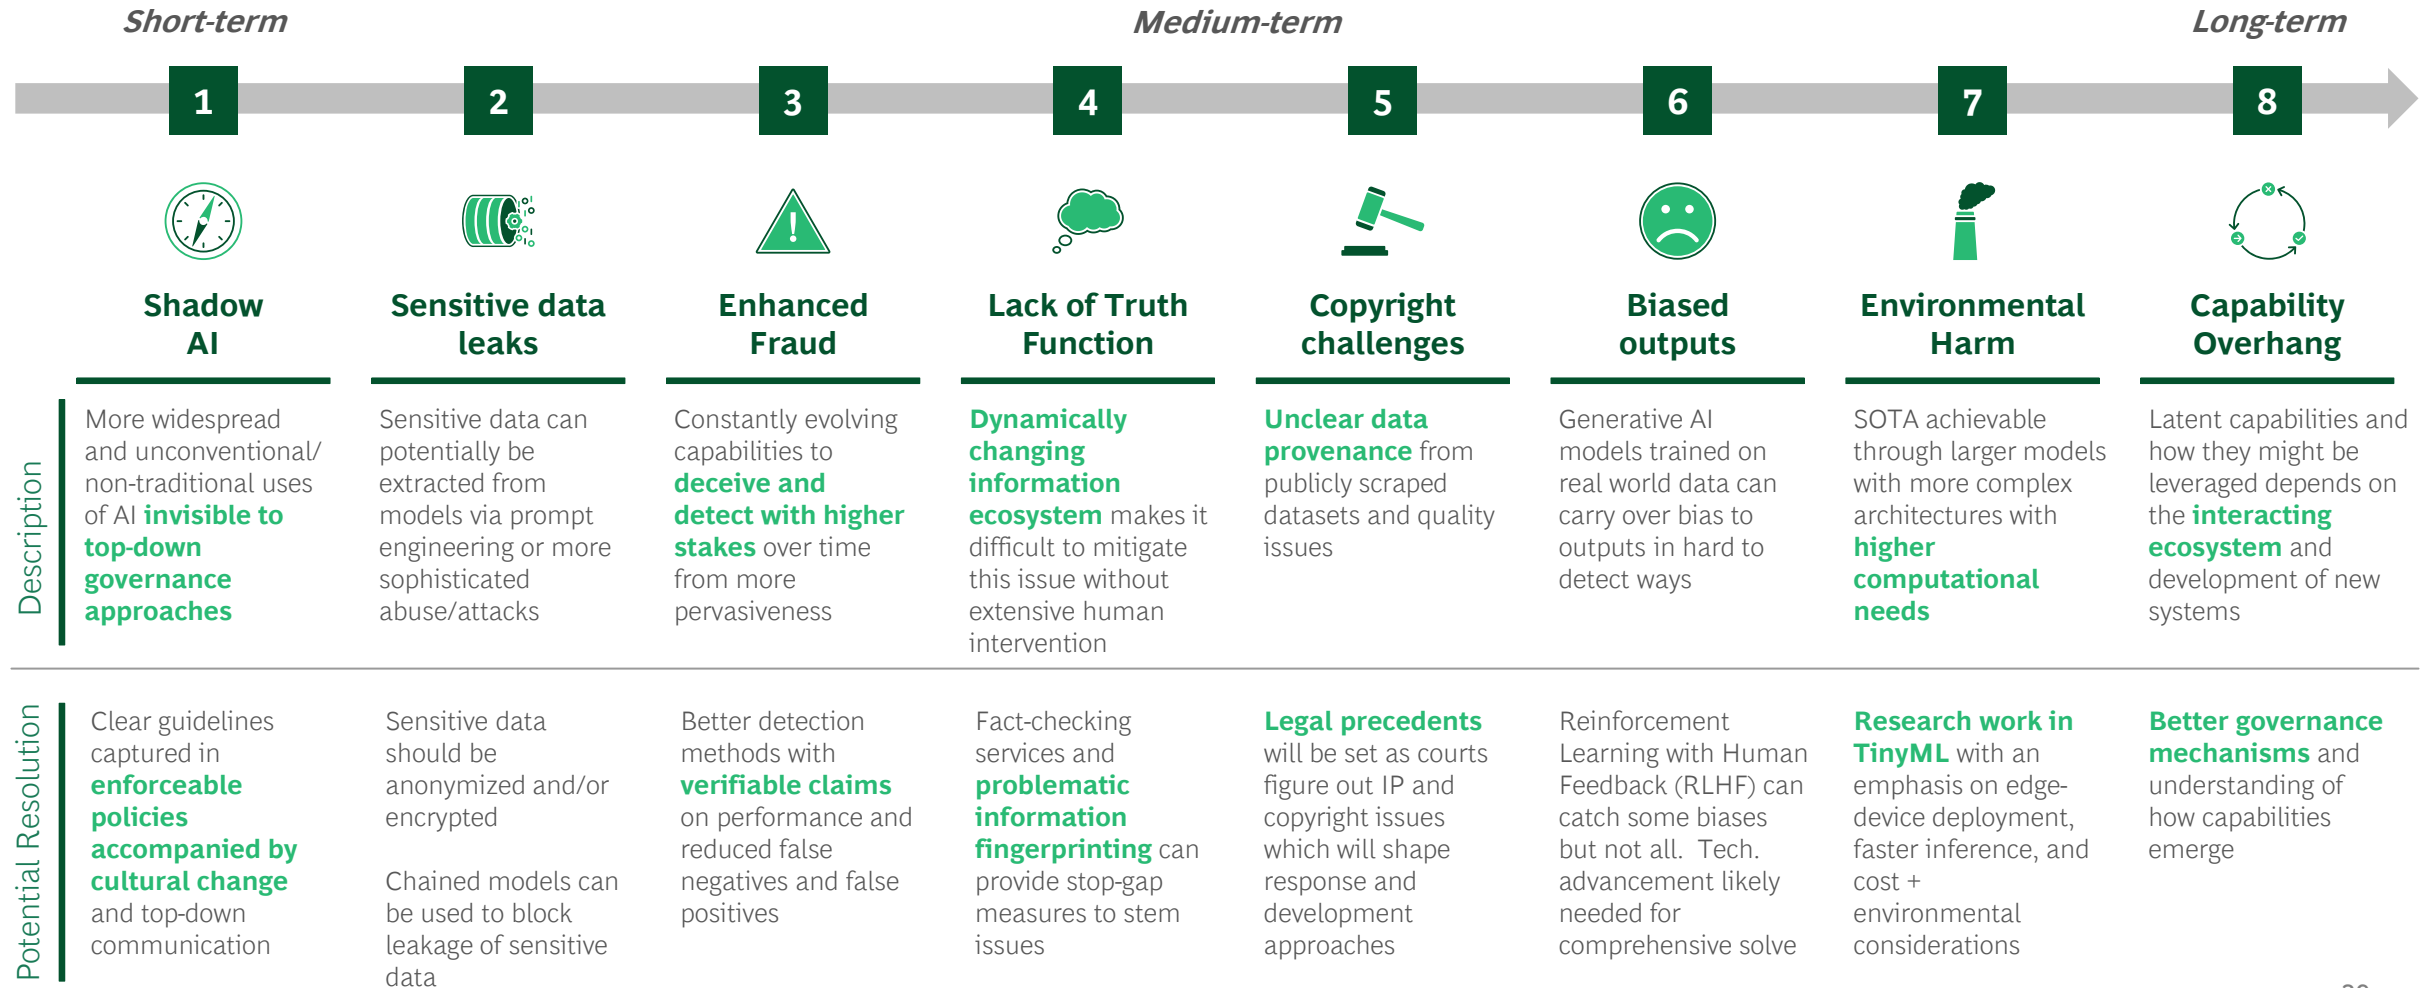 Short-term
Medium-term
Long-term
1
2
3
4
5
6
7
8
Shadow
AI
Sensitive data
leaks
Enhanced
Fraud
Lack of Truth
Function
Copyright
challenges
Biased
outputs
Environmental
Harm
Capability
Overhang
Description
More widespread
and unconventional/
non-traditional uses
of AI invisible to
top-down
governance
approaches
Sensitive data can
potentially be
extracted from
models via prompt
engineering or more
sophisticated
abuse/attacks
Constantly evolving
capabilities to
deceive and
detect with higher
stakes over time
from more
pervasiveness
Dynamically
changing
information
ecosystem makes it
difficult to mitigate
this issue without
extensive human
intervention
Unclear data
provenance from
publicly scraped
datasets and quality
issues
Generative AI
models trained on
real world data can
carry over bias to
outputs in hard to
detect ways
SOTA achievable
through larger models
with more complex
architectures with
higher
computational
needs
Latent capabilities and
how they might be
leveraged depends on
the interacting
ecosystem and
development of new
systems
Potential Resolution
Clear guidelines
captured in
enforceable
policies
accompanied by
cultural change
and top-down
communication
Sensitive data
should be
anonymized and/or
encrypted
Chained models can
be used to block
leakage of sensitive
data
Better detection
methods with
verifiable claims
on performance and
reduced false
negatives and false
positives
Fact-checking
services and
problematic
information
fingerprinting can
provide stop-gap
measures to stem
issues
Legal precedents
will be set as courts
figure out IP and
copyright issues
which will shape
response and
development
approaches
Reinforcement
Learning with Human
Feedback (RLHF) can
catch some biases
but not all.  Tech.
advancement likely
needed for
comprehensive solve
Research work in
TinyML with an
emphasis on edge-
device deployment,
faster inference, and
cost +
environmental
considerations
Better governance
mechanisms and
understanding of
how capabilities
emerge